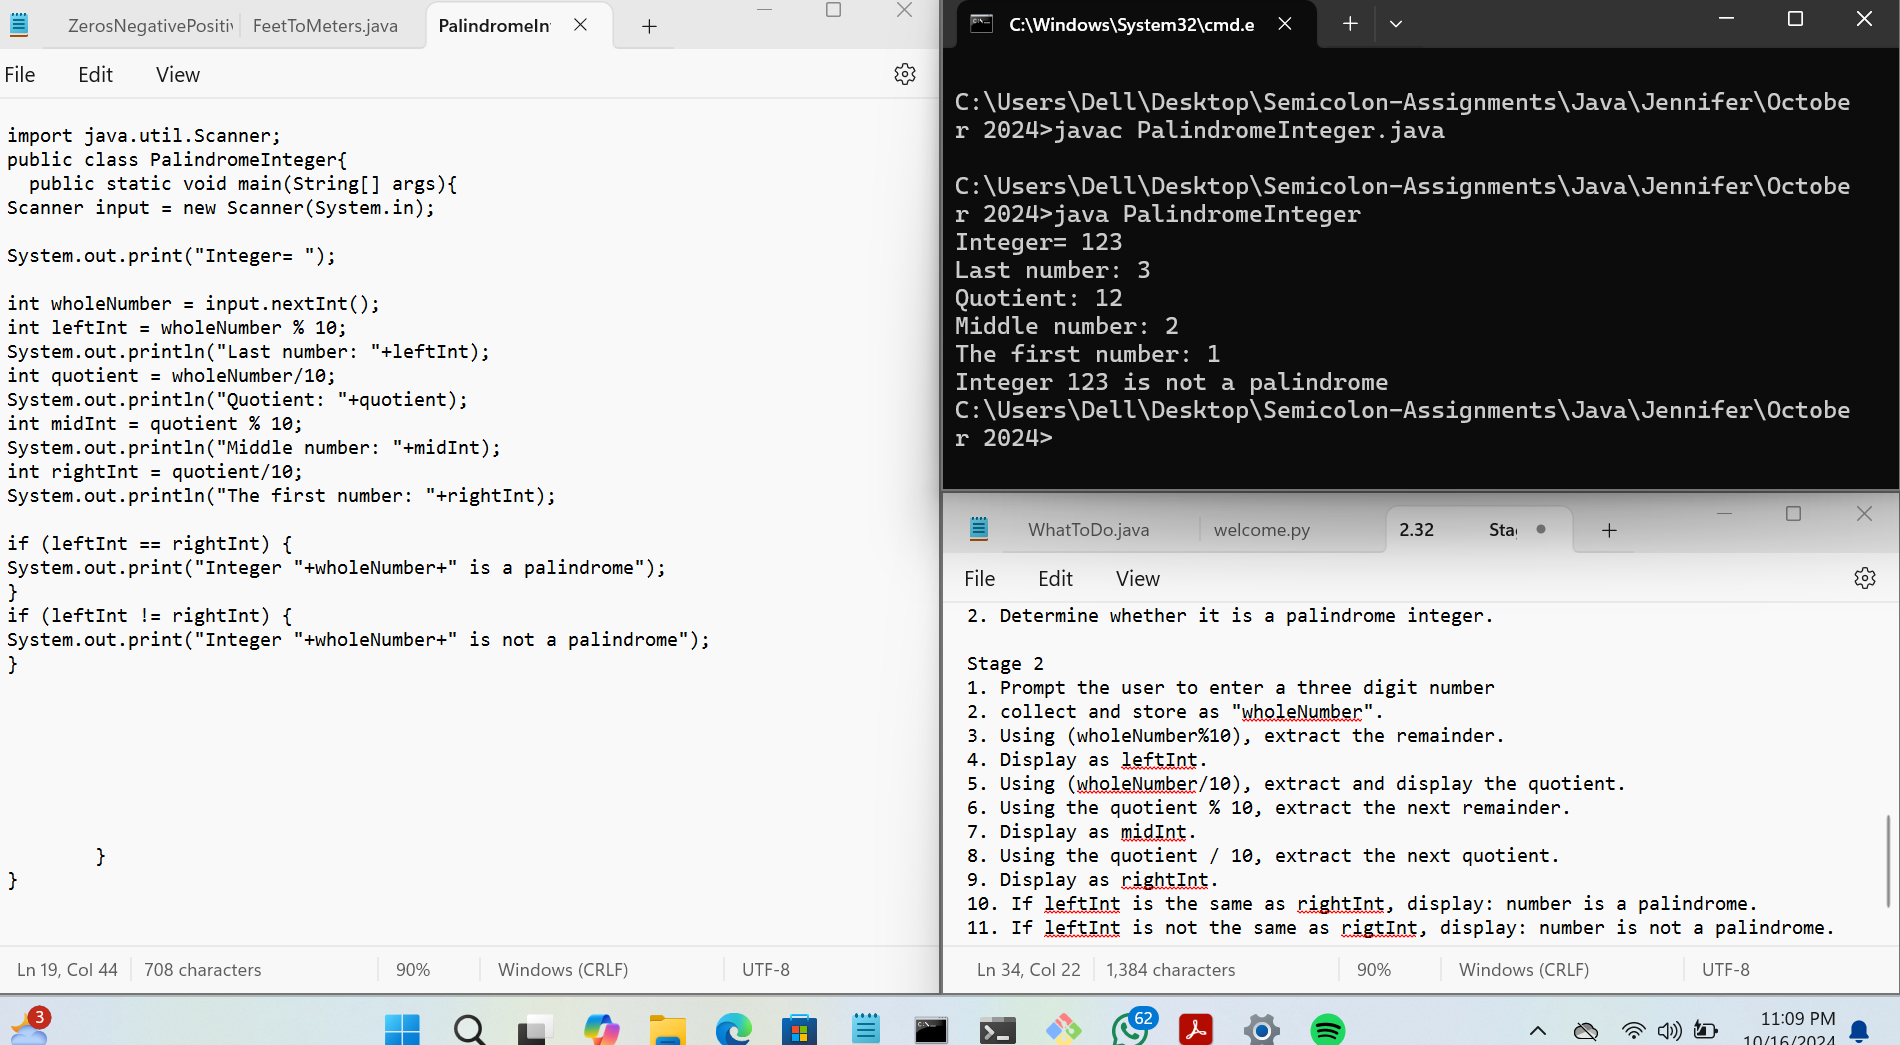 ZerosNegativePositiv
FeetToMeters.java
PalindromeIn
File
Edit
View
import java.util.Scanner;
public class PalindromeInteger{
  public static void main(String[] args){
Scanner input = new Scanner(System.in);
System.out.print("Integer= ");
int wholeNumber = input.nextInt();
int leftInt = wholeNumber % 10;
System.out.println("Last number: "+leftInt);
int quotient = wholeNumber/10;
System.out.println("Quotient: "+quotient);
int midInt = quotient % 10;
System.out.println("Middle number: "+midInt);
int rightInt = quotient/10;
System.out.println("The first number: "+rightInt);
if (leftInt == rightInt) {
System.out.print("Integer "+wholeNumber+" is a palindrome");
}
if (leftInt != rightInt) {
System.out.print("Integer "+wholeNumber+" is not a palindrome");
}
        }
}
Ln 19, Col 44
708 characters
90%
Windows (CRLF)
UTF-8
C:\Windows\System32\cmd.e
C:\Users\Dell\Desktop\Semicolon-Assignments\Java\Jennifer\Octobe
r 2024>javac PalindromeInteger.java
C:\Users\Dell\Desktop\Semicolon-Assignments\Java\Jennifer\Octobe
r 2024>java PalindromeInteger
Integer= 123
Last number: 3
Quotient: 12
Middle number: 2
The first number: 1
Integer 123 is not a palindrome
C:\Users\Dell\Desktop\Semicolon-Assignments\Java\Jennifer\Octobe
r 2024>
WhatToDo.java
welcome.py
2.32 Sta
File
Edit
View
2. Determine whether it is a palindrome integer.
Stage 2
1. Prompt the user to enter a three digit number
2. collect and store as "wholeNumber".
3. Using (wholeNumber%10), extract the remainder.
4. Display as leftInt.
5. Using (wholeNumber/10), extract and display the quotient.
6. Using the quotient % 10, extract the next remainder.
7. Display as midInt.
8. Using the quotient / 10, extract the next quotient.
9. Display as rightInt.
10. If leftInt is the same as rightInt, display: number is a palindrome.
11. If leftInt is not the same as rigtInt, display: number is not a palindrome.
Ln 34, Col 22
1,384 characters
90%
Windows (CRLF)
UTF-8
3
62
11:09 PM
10/16/2024